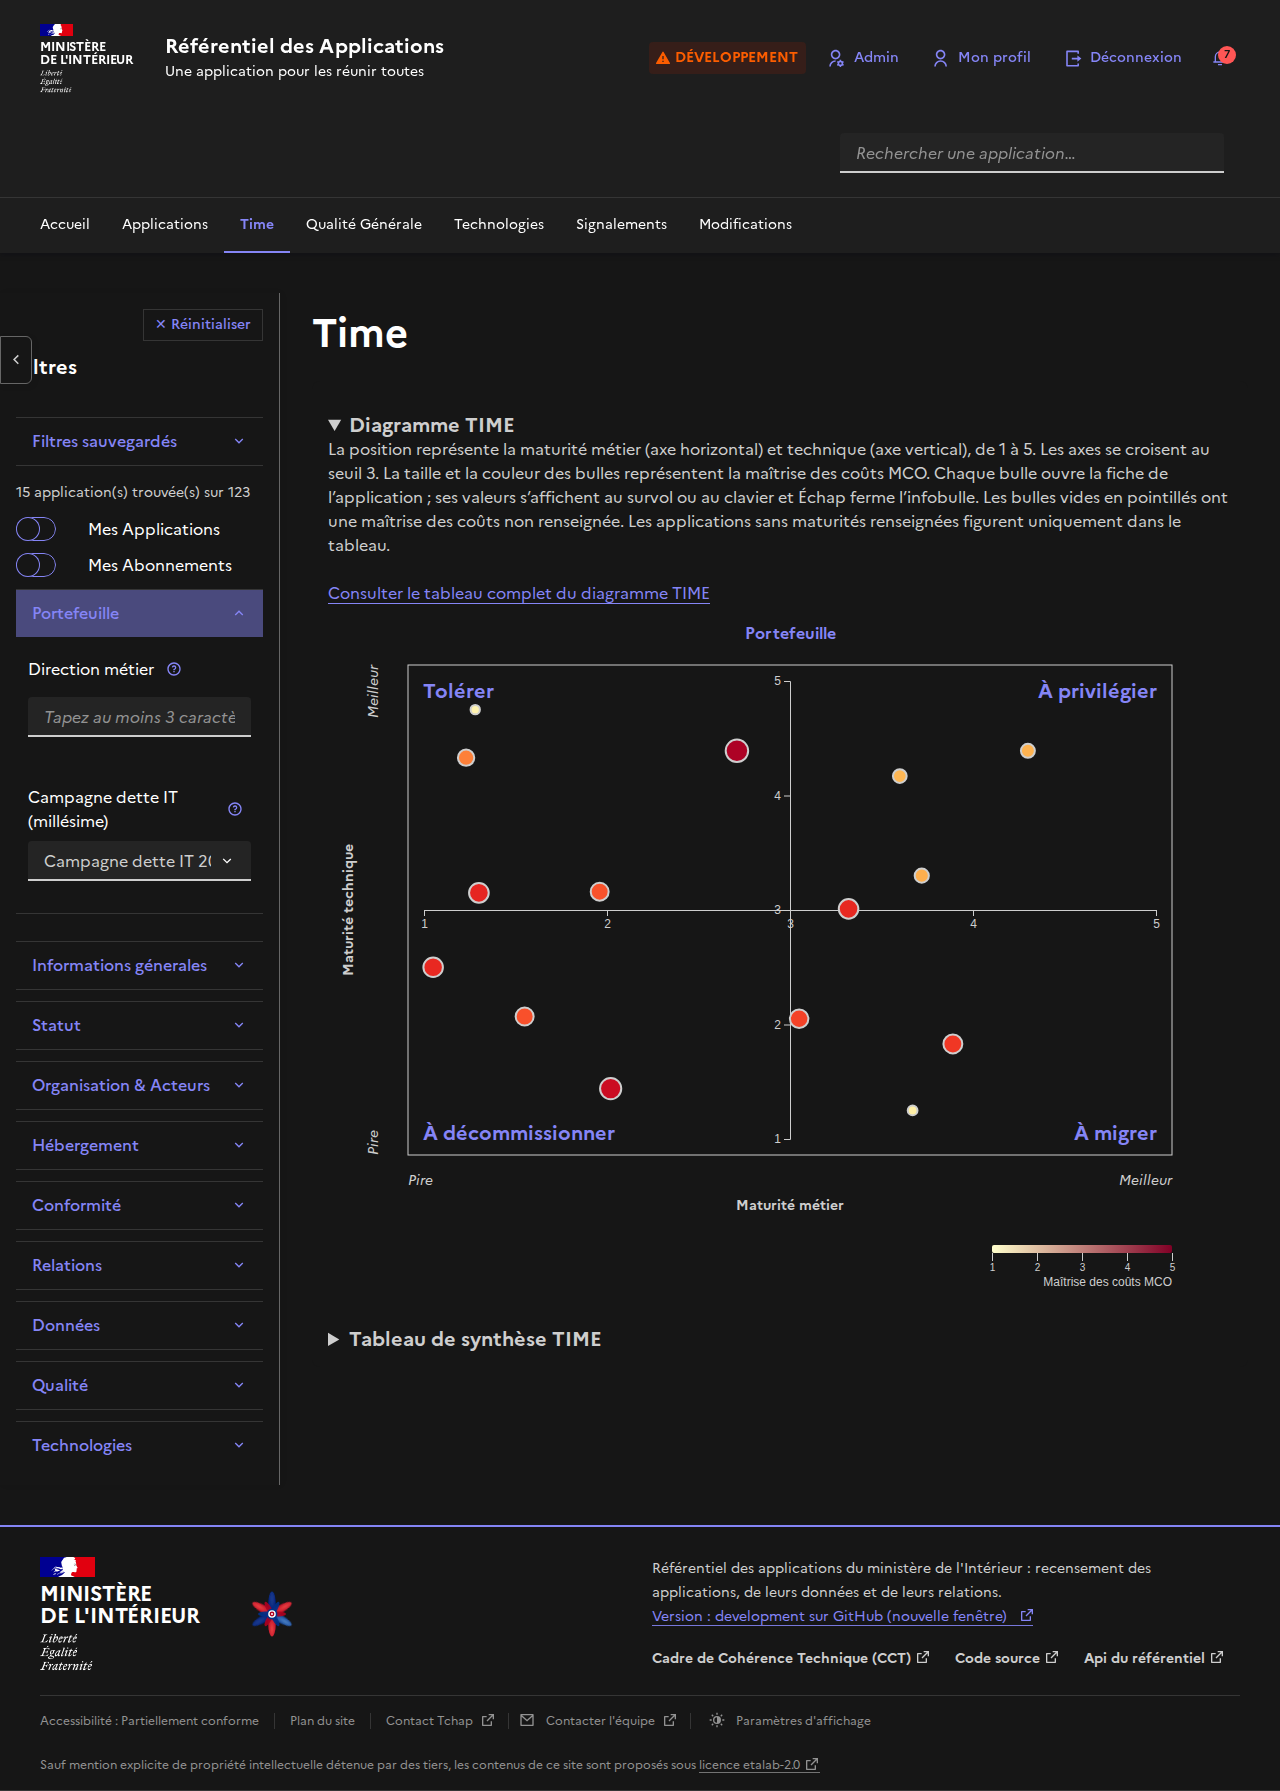 MINISTÈRE
DE L'INTÉRIEUR
Liberté
Égalité
Fraternité
Référentiel des Applications
Une application pour les réunir toutes
DÉVELOPPEMENT
Admin
Mon profil
Déconnexion
7
Rechercher une application…
Accueil
Applications
Time
Qualité Générale
Technologies
Signalements
Modifications
✕ Réinitialiser
ltres
Filtres sauvegardés
15 application(s) trouvée(s) sur 123
Mes Applications
Mes Abonnements
Portefeuille
Direction métier
Tapez au moins 3 caractè
Campagne dette IT
(millésime)
Campagne dette IT 20
Informations génerales
Statut
Organisation & Acteurs
Hébergement
Conformité
Relations
Données
Qualité
Technologies
Time
Diagramme TIME
La position représente la maturité métier (axe horizontal) et technique (axe vertical), de 1 à 5. Les axes se croisent au
seuil 3. La taille et la couleur des bulles représentent la maîtrise des coûts MCO. Chaque bulle ouvre la fiche de
l’application ; ses valeurs s’affichent au survol ou au clavier et Échap ferme l’infobulle. Les bulles vides en pointillés ont
une maîtrise des coûts non renseignée. Les applications sans maturités renseignées figurent uniquement dans le
tableau.
Consulter le tableau complet du diagramme TIME
Portefeuille
Meilleur
Tolérer
5
À privilégier
4
Maturité technique
3
1
2
3
4
5
2
Pire
À décommissionner
1
À migrer
Pire
Meilleur
Maturité métier
1
2
3
4
5
Maîtrise des coûts MCO
Tableau de synthèse TIME
MINISTÈRE
DE L'INTÉRIEUR
Liberté
Égalité
Fraternité
Référentiel des applications du ministère de l'Intérieur : recensement des
applications, de leurs données et de leurs relations.
Version : development sur GitHub (nouvelle fenêtre)
Cadre de Cohérence Technique (CCT)
Code source
Api du référentiel
Accessibilité : Partiellement conforme
Plan du site
Contact Tchap
Contacter l'équipe
Paramètres d'affichage
Sauf mention explicite de propriété intellectuelle détenue par des tiers, les contenus de ce site sont proposés sous licence etalab-2.0